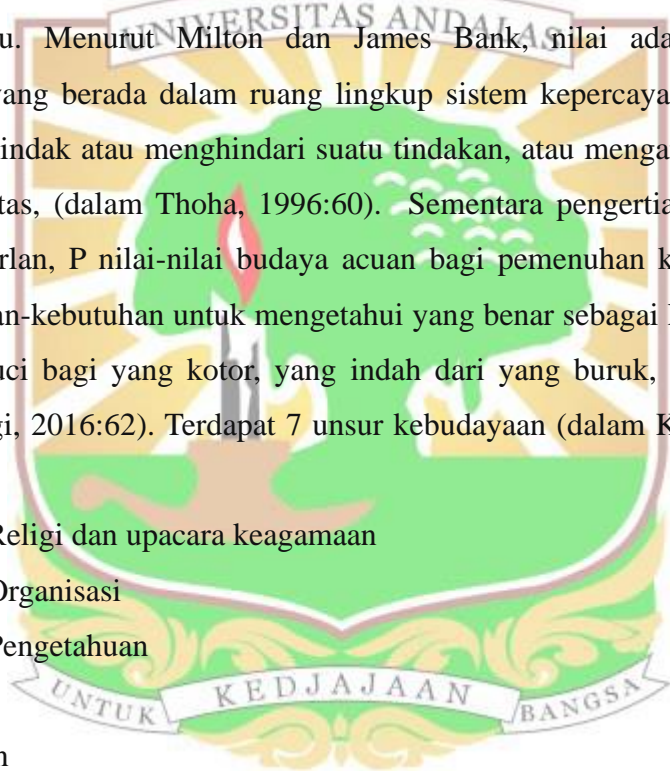 UNIVERSITAS ANDALAS
u. Menurut Milton dan James Bank, nilai ada
yang berada dalam ruang lingkup sistem kepercaya
indak atau menghindari suatu tindakan, atau menga
tas, (dalam Thoha, 1996:60). Sementara pengertia
rlan, P nilai-nilai budaya acuan bagi pemenuhan k
an-kebutuhan untuk mengetahui yang benar sebagai
uci bagi yang kotor, yang indah dari yang buruk,
gi, 2016:62). Terdapat 7 unsur kebudayaan (dalam K
Religi dan upacara keagamaan
Organisasi
Pengetahuan
UNTUK KEDJAJAAN BANGSA
n